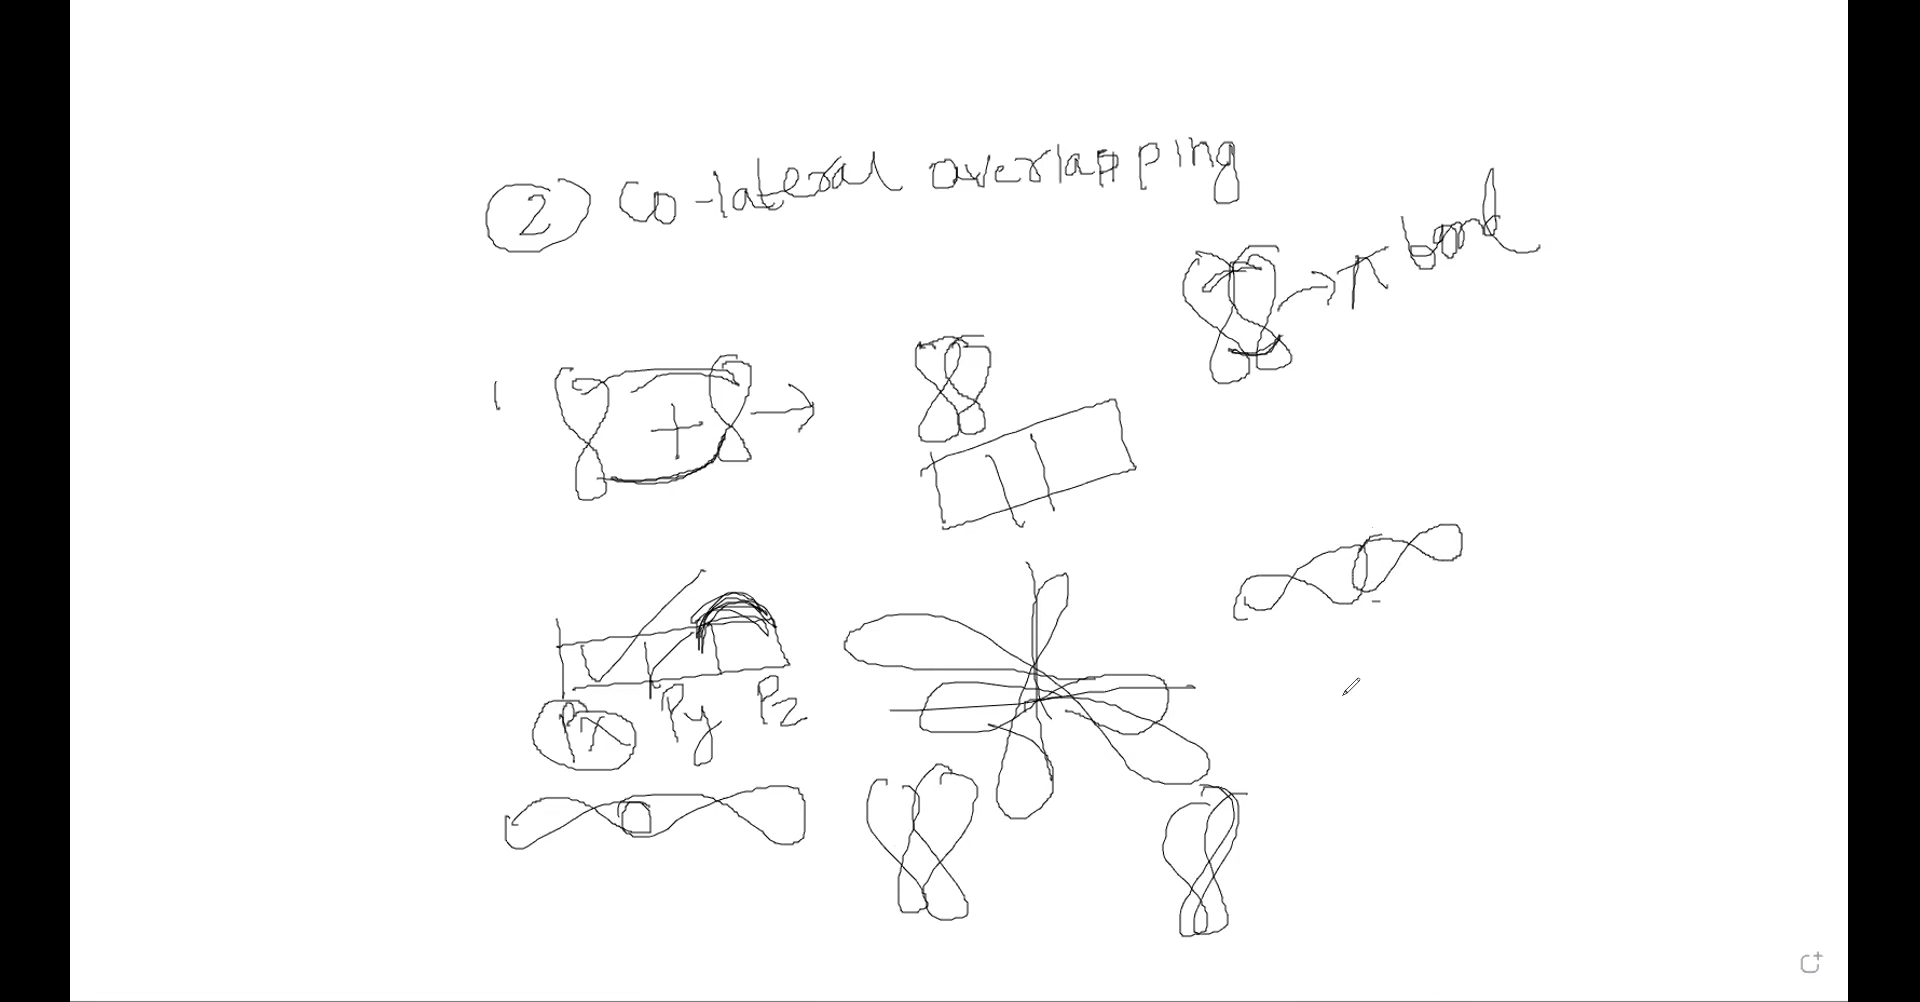 ② Co-lateral overlapping
π bond
+ →
Px Py Pz